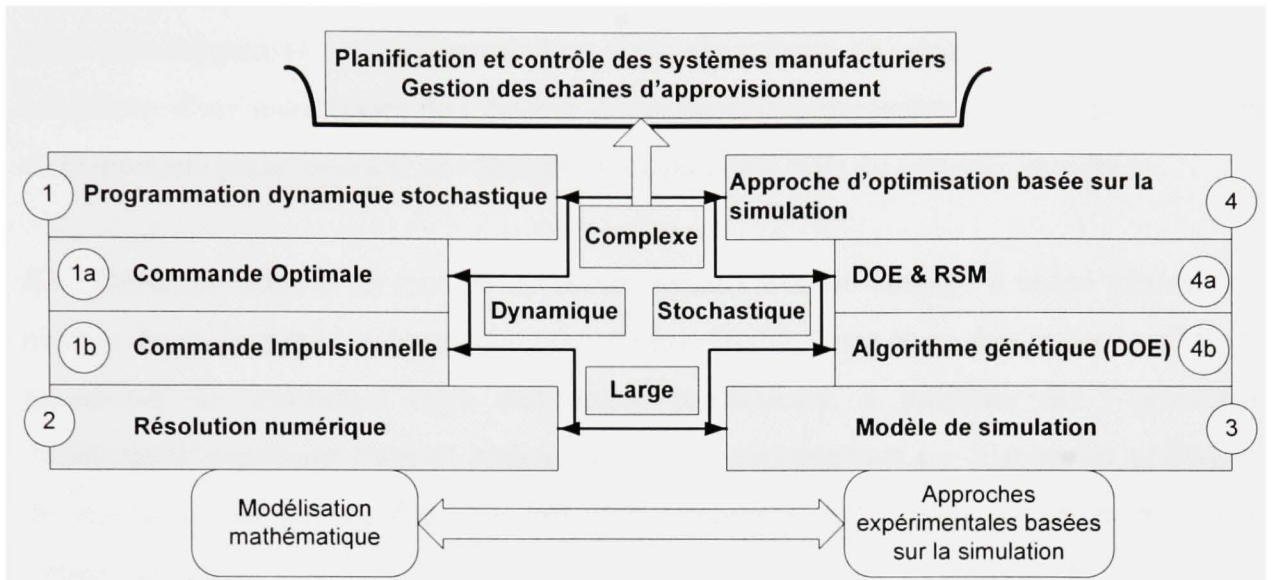 Planification et contrôle des systèmes manufacturiers
Gestion des chaînes d'approvisionnement
1
Programmation dynamique stochastique
Approche d'optimisation basée sur la
simulation
4
Complexe
1a
Commande Optimale
DOE & RSM
4a
Dynamique
Stochastique
1b
Commande Impulsionnelle
Algorithme génétique (DOE)
4b
Large
2
Résolution numérique
Modèle de simulation
3
Modélisation
mathématique
Approches
expérimentales basées
sur la simulation